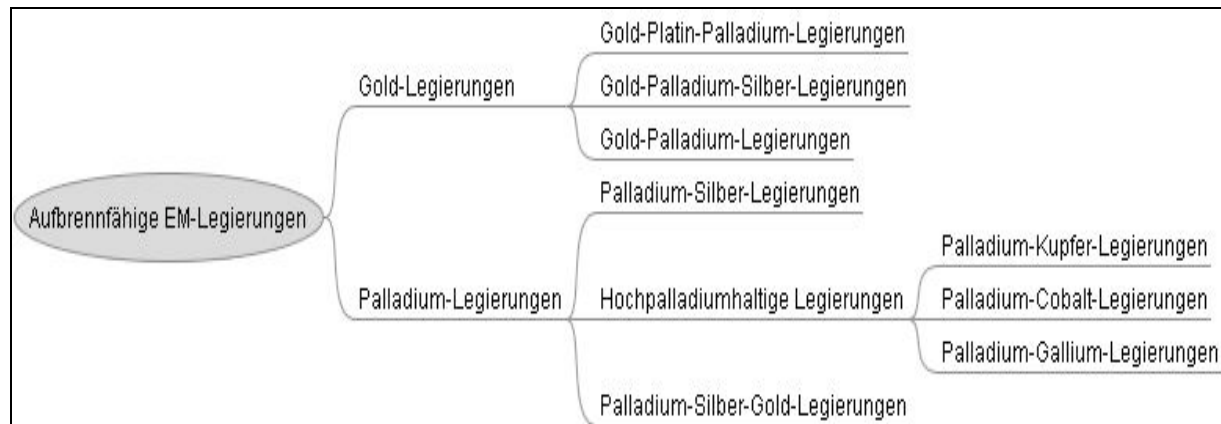 Aufbrennfähige EM-Legierungen
Gold-Legierungen
Gold-Platin-Palladium-Legierungen
Gold-Palladium-Silber-Legierungen
Gold-Palladium-Legierungen
Palladium-Legierungen
Palladium-Silber-Legierungen
Hochpalladiumhaltige Legierungen
Palladium-Kupfer-Legierungen
Palladium-Cobalt-Legierungen
Palladium-Gallium-Legierungen
Palladium-Silber-Gold-Legierungen